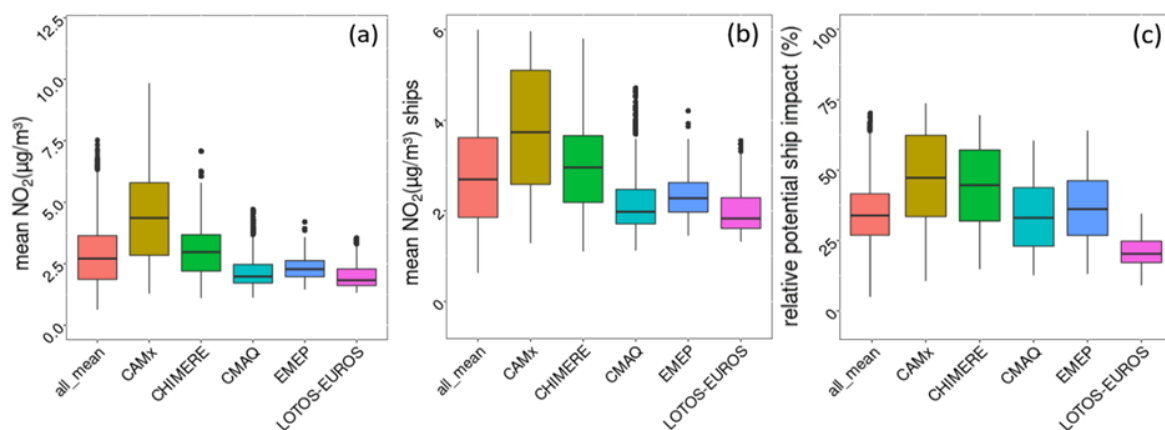 (a)
mean NO₂(µg/m³)
12.5
10.0
7.5
5.0
2.5
0.0
all_mean
CAMx
CHIMERE
CMAQ
EMEP
LOTOS-EUROS
(b)
mean NO₂(µg/m³) ships
6
4
2
0
all_mean
CAMx
CHIMERE
CMAQ
EMEP
LOTOS-EUROS
(c)
relative potential ship impact (%)
100
75
50
25
0
all_mean
CAMx
CHIMERE
CMAQ
EMEP
LOTOS-EUROS